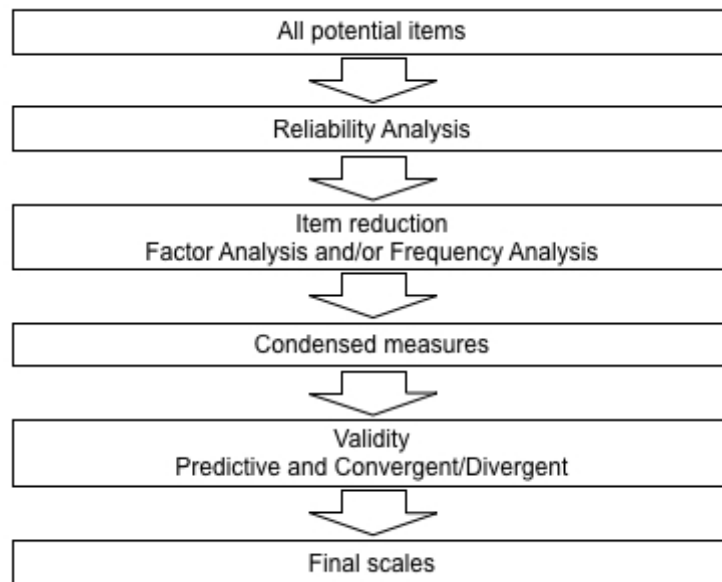 All potential items
Reliability Analysis
Item reduction
Factor Analysis and/or Frequency Analysis
Condensed measures
Validity
Predictive and Convergent/Divergent
Final scales